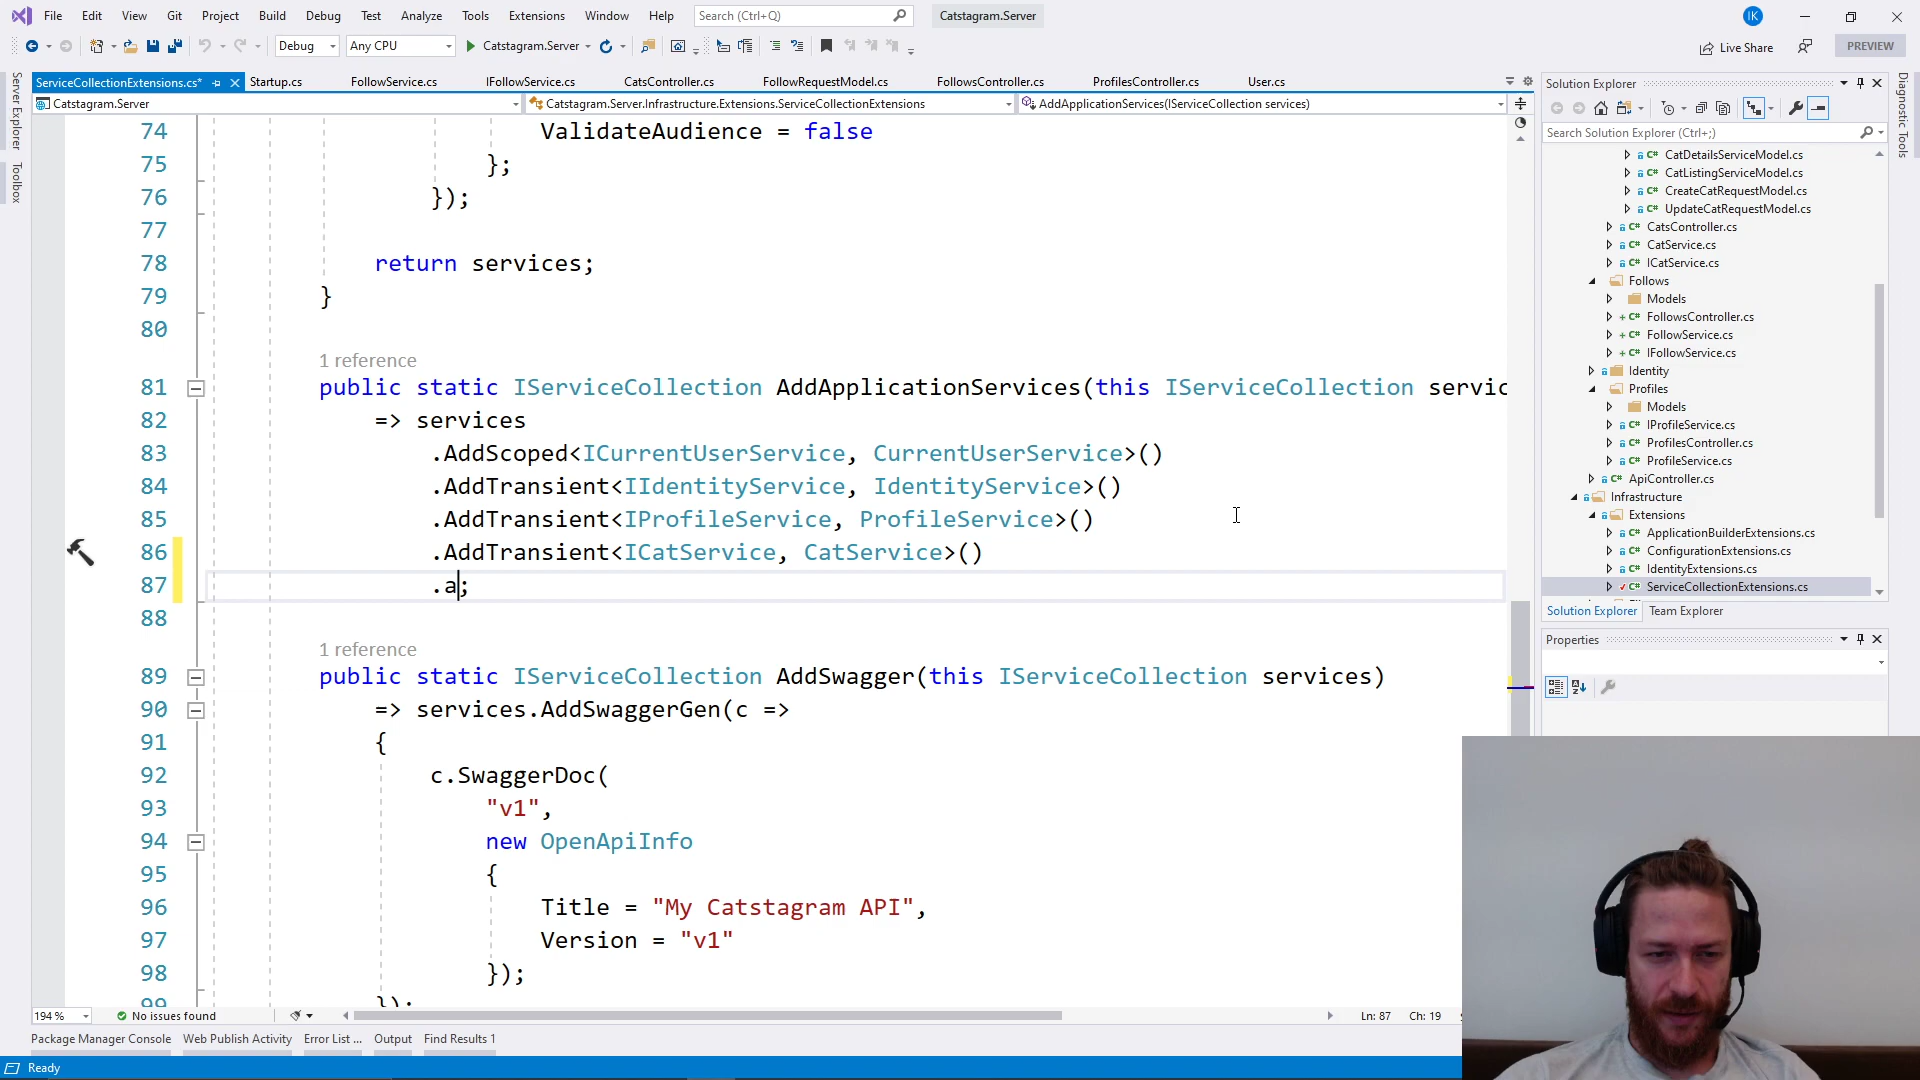 File Edit View Git Project Build Debug Test Analyze Tools Extensions Window Help Search (Ctrl+Q) Catstagram.Server IK
Debug Any CPU Catstagram.Server Live Share PREVIEW
ServiceCollectionExtensions.cs* Startup.cs FollowService.cs IFollowService.cs CatsController.cs FollowRequestModel.cs FollowsController.cs ProfilesController.cs User.cs
Catstagram.Server Catstagram.Server.Infrastructure.Extensions.ServiceCollectionExtensions AddApplicationServices(IServiceCollection services)
Server Explorer
Toolbox
74 ValidateAudience = false
75 };
76 });
77
78 return services;
79 }
80
1 reference
81 public static IServiceCollection AddApplicationServices(this IServiceCollection servic
82 => services
83 .AddScoped<ICurrentUserService, CurrentUserService>()
84 .AddTransient<IIdentityService, IdentityService>()
85 .AddTransient<IProfileService, ProfileService>()
86 .AddTransient<ICatService, CatService>()
87 .a;
88
1 reference
89 public static IServiceCollection AddSwagger(this IServiceCollection services)
90 => services.AddSwaggerGen(c =>
91 {
92 c.SwaggerDoc(
93 "v1",
94 new OpenApiInfo
95 {
96 Title = "My Catstagram API",
97 Version = "v1"
98 });
99 });
194 % No issues found Ln: 87 Ch: 19
Package Manager Console Web Publish Activity Error List ... Output Find Results 1
Ready
Solution Explorer
Search Solution Explorer (Ctrl+;)
C# CatDetailsServiceModel.cs
C# CatListingServiceModel.cs
C# CreateCatRequestModel.cs
C# UpdateCatRequestModel.cs
C# CatsController.cs
C# CatService.cs
C# ICatService.cs
Follows
Models
C# FollowsController.cs
C# FollowService.cs
C# IFollowService.cs
Identity
Profiles
Models
C# IProfileService.cs
C# ProfilesController.cs
C# ProfileService.cs
C# ApiController.cs
Infrastructure
Extensions
C# ApplicationBuilderExtensions.cs
C# ConfigurationExtensions.cs
C# IdentityExtensions.cs
C# ServiceCollectionExtensions.cs
Solution Explorer Team Explorer
Properties
Diagnostic Tools